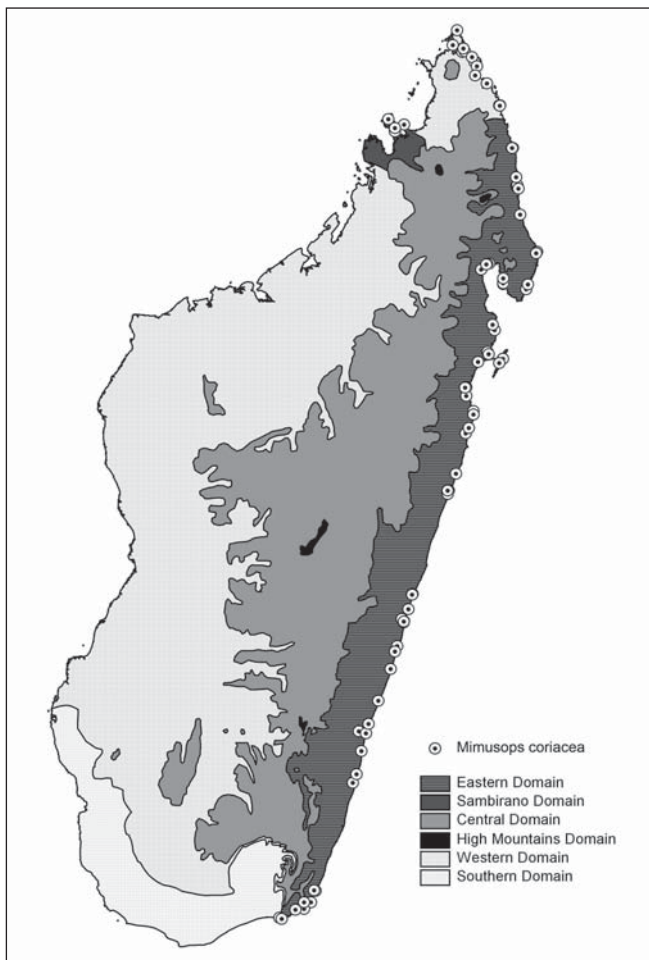 Mimusops coriacea
Eastern Domain
Sambirano Domain
Central Domain
High Mountains Domain
Western Domain
Southern Domain